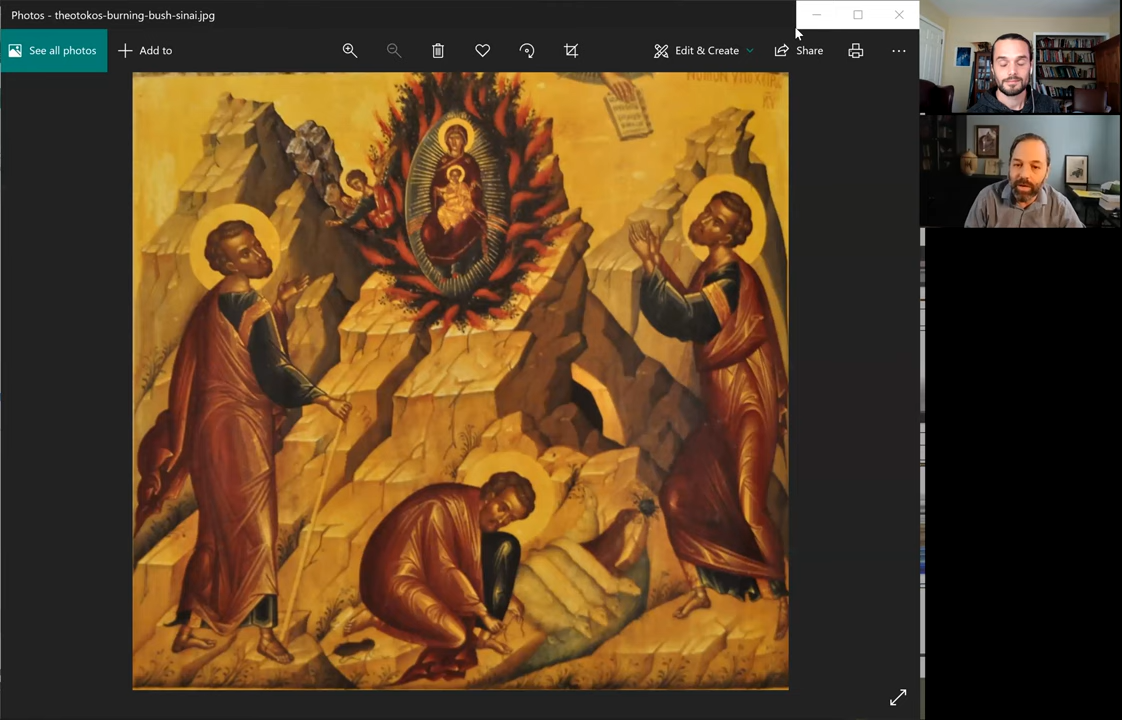 Photos - theotokos-burning-bush-sinai.jpg
See all photos
Add to
Edit & Create
Share